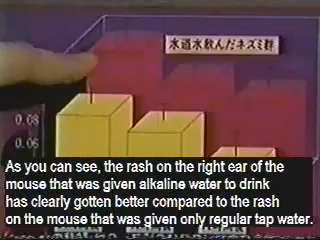 水道水飲んだネズミ群
0.08
0.06
As you can see, the rash on the right ear of the
mouse that was given alkaline water to drink
has clearly gotten better compared to the rash
on the mouse that was given only regular tap water.